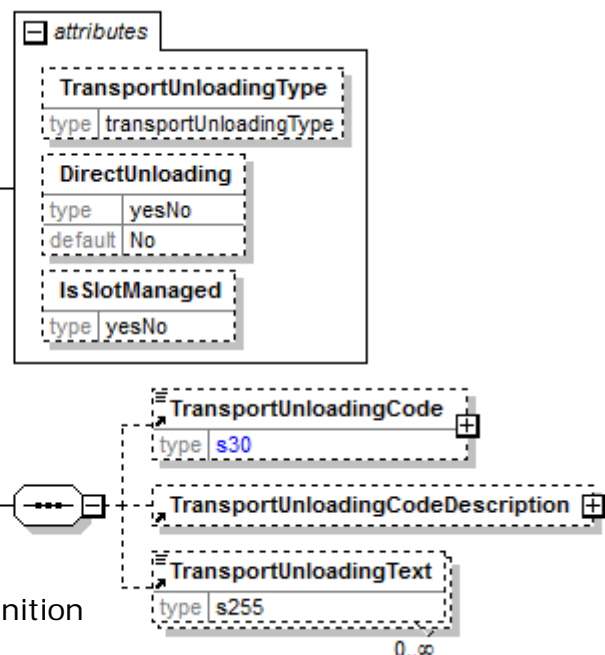 attributes
TransportUnloadingType
type transportUnloadingType
DirectUnloading
type yesNo
default No
IsSlotManaged
type yesNo
TransportUnloadingCode
type s30
TransportUnloadingCodeDescription
TransportUnloadingText
type s255
nition
0..∞